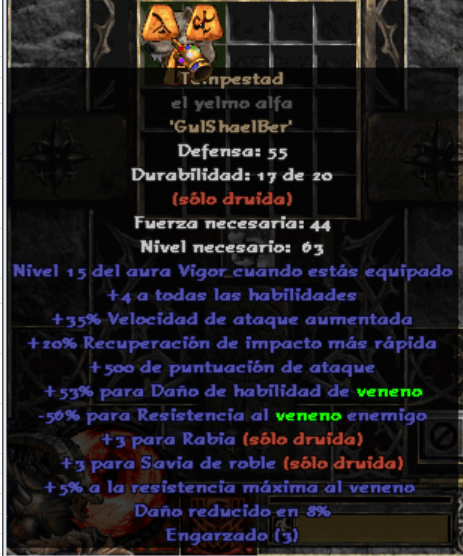 Tempestad
el yelmo alfa
'GulShaelBer'
Defensa: 55
Durabilidad: 17 de 20
(sólo druida)
Fuerza necesaria: 44
Nivel necesario: 63
Nivel 15 del aura Vigor cuando estás equipado
+4 a todas las habilidades
+35% Velocidad de ataque aumentada
+20% Recuperación de impacto más rápida
+500 de puntuación de ataque
+53% para Daño de habilidad de veneno
-56% para Resistencia al veneno enemigo
+3 para Rabia (sólo druida)
+3 para Savia de roble (sólo druida)
+5% a la resistencia máxima al veneno
Daño reducido en 8%
Engarzado (3)